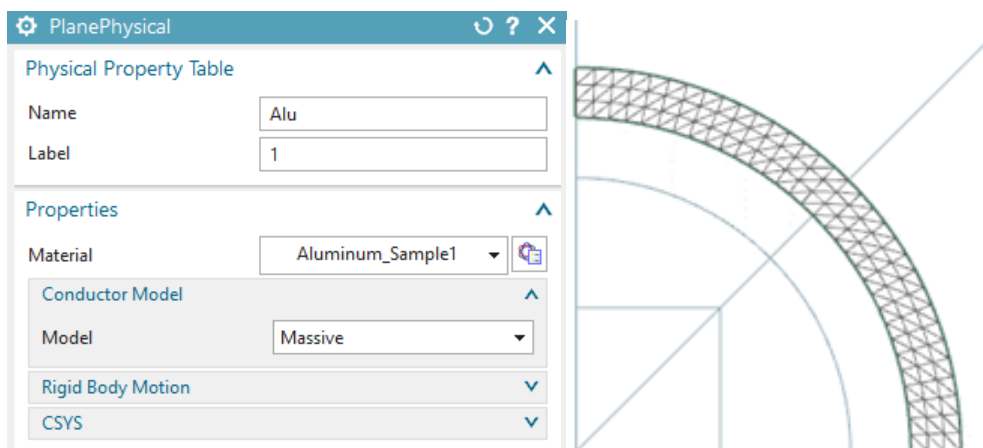 PlanePhysical
Physical Property Table
Name Alu
Label 1
Properties
Material Aluminum_Sample1
Conductor Model
Model Massive
Rigid Body Motion
CSYS